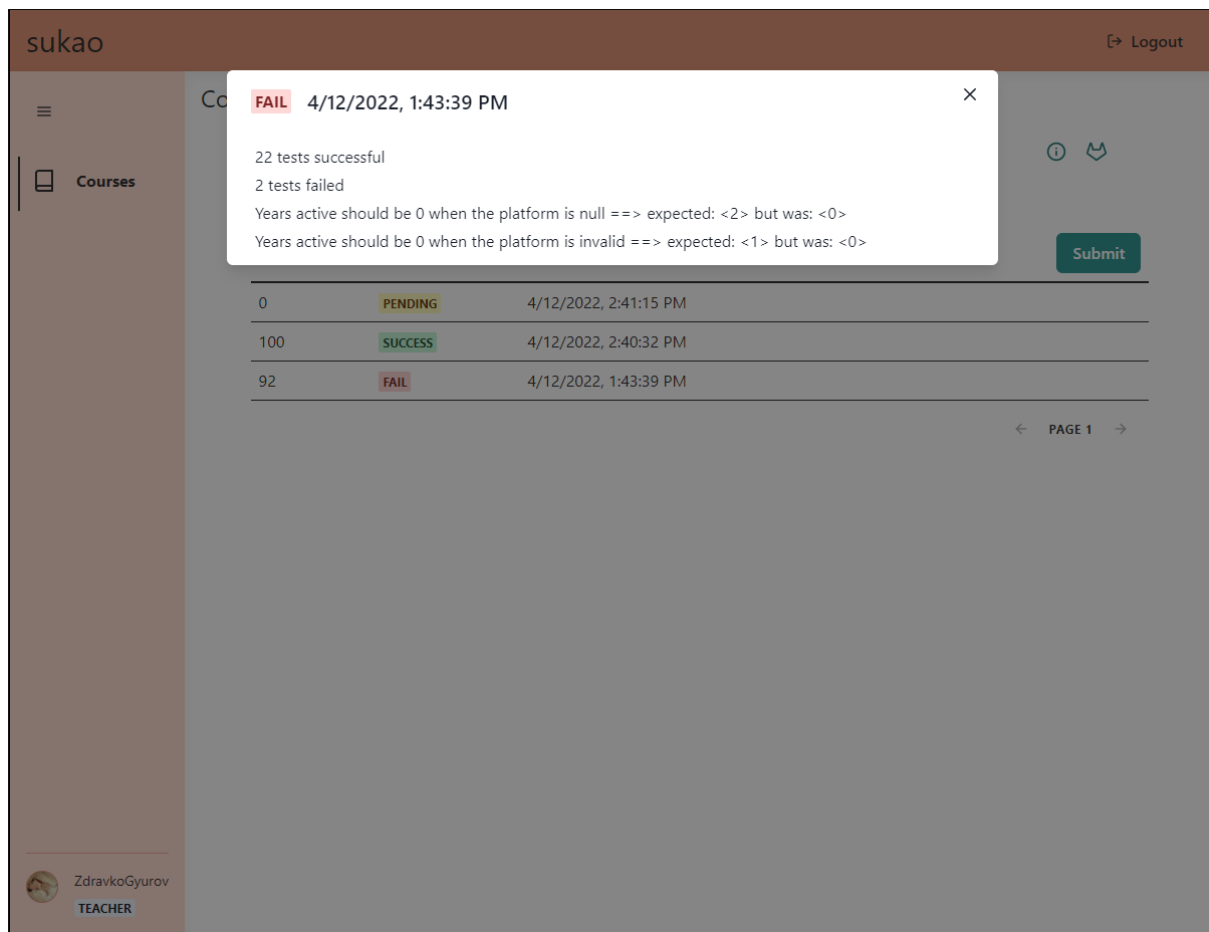 sukao
Logout
Co
FAIL 4/12/2022, 1:43:39 PM
22 tests successful
2 tests failed
Years active should be 0 when the platform is null ==> expected: <2> but was: <0>
Years active should be 0 when the platform is invalid ==> expected: <1> but was: <0>
Courses
Submit
0 PENDING 4/12/2022, 2:41:15 PM
100 SUCCESS 4/12/2022, 2:40:32 PM
92 FAIL 4/12/2022, 1:43:39 PM
PAGE 1
ZdravkoGyurov
TEACHER